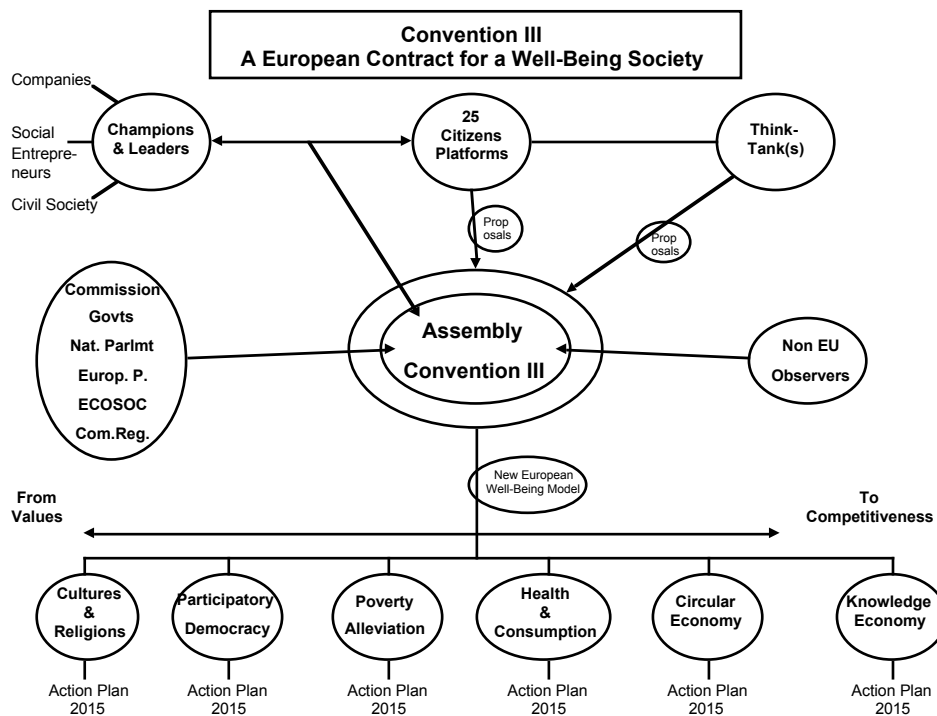 Convention III
A European Contract for a Well-Being Society
Companies
Social
Entrepre-
neurs
Civil Society
Champions
& Leaders
25
Citizens
Platforms
Think-
Tank(s)
Prop
osals
Prop
osals
Commission
Govts
Nat. Parlmt
Europ. P.
ECOSOC
Com.Reg.
Assembly
Convention III
Non EU
Observers
New European
Well-Being Model
From
Values
To
Competitiveness
Cultures
&
Religions
Participatory
Democracy
Poverty
Alleviation
Health
&
Consumption
Circular
Economy
Knowledge
Economy
Action Plan
2015
Action Plan
2015
Action Plan
2015
Action Plan
2015
Action Plan
2015
Action Plan
2015